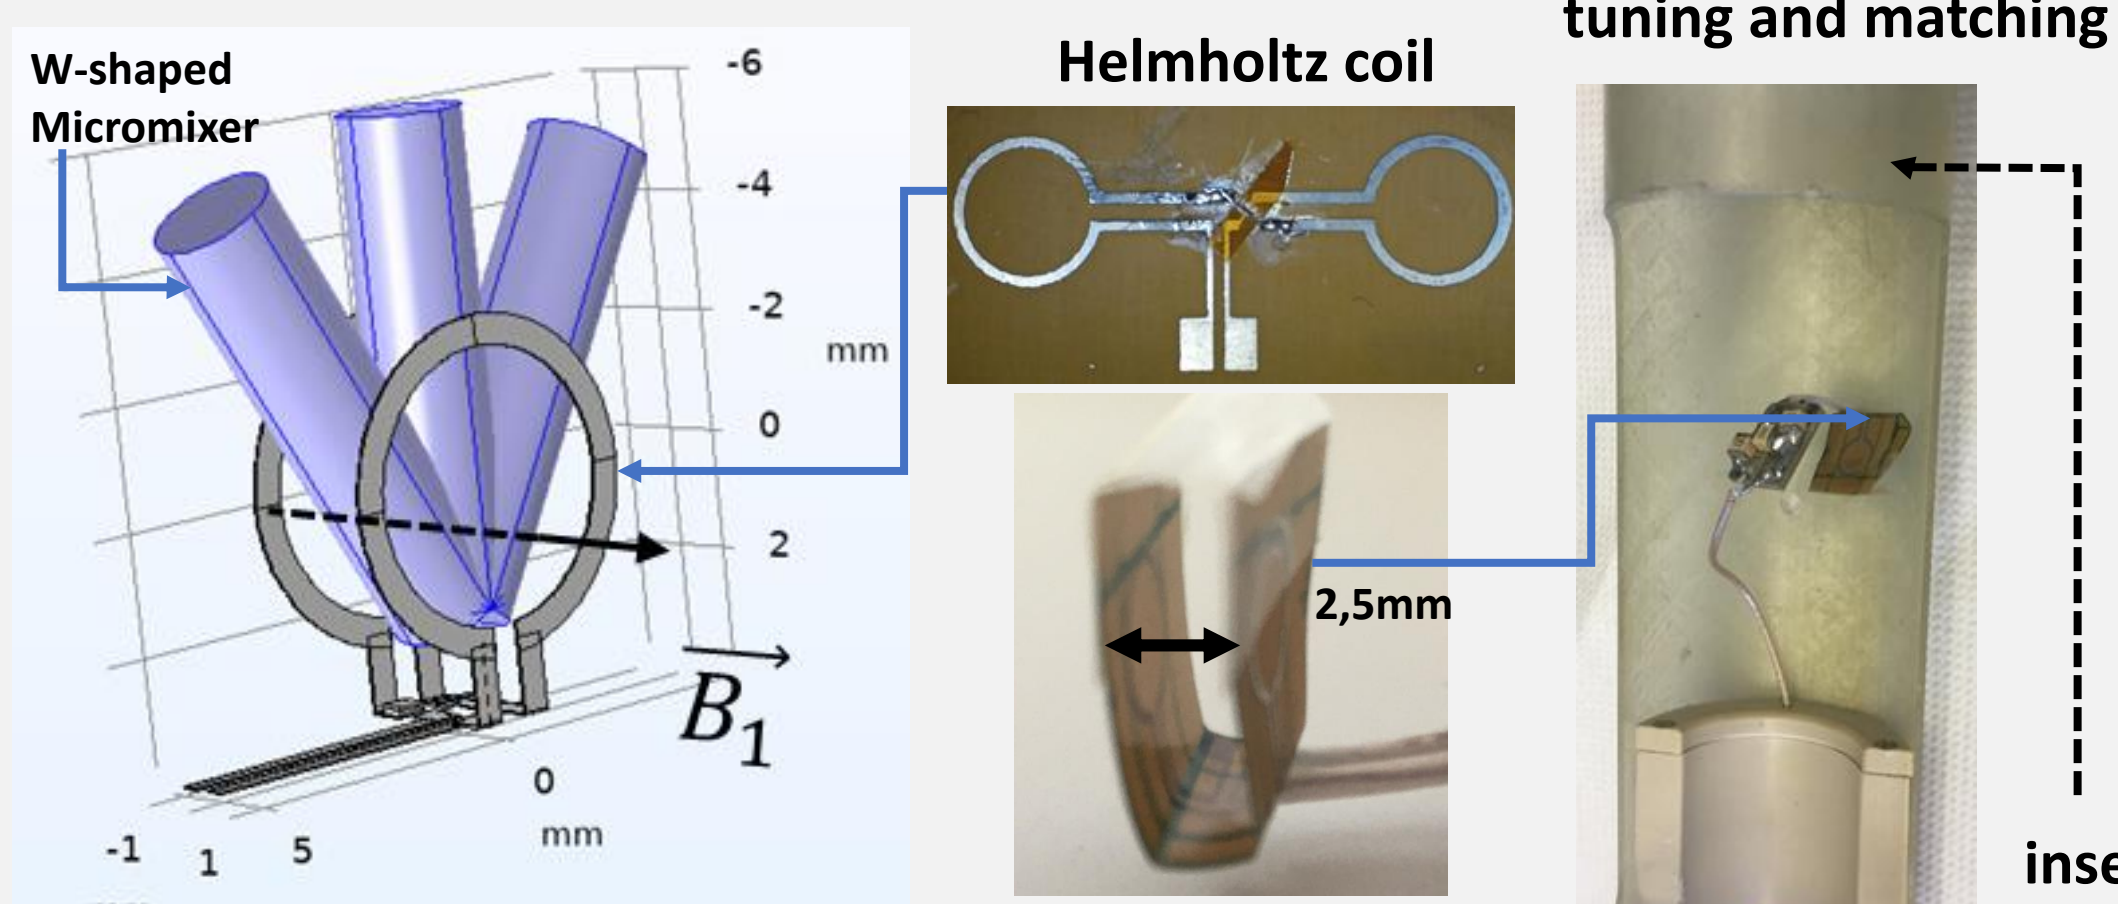 tuning and matching
Helmholtz coil
W-shaped
Micromixer
-6
-4
-2
mm
0
2
2,5mm
B₁
0
mm
-1
1
5